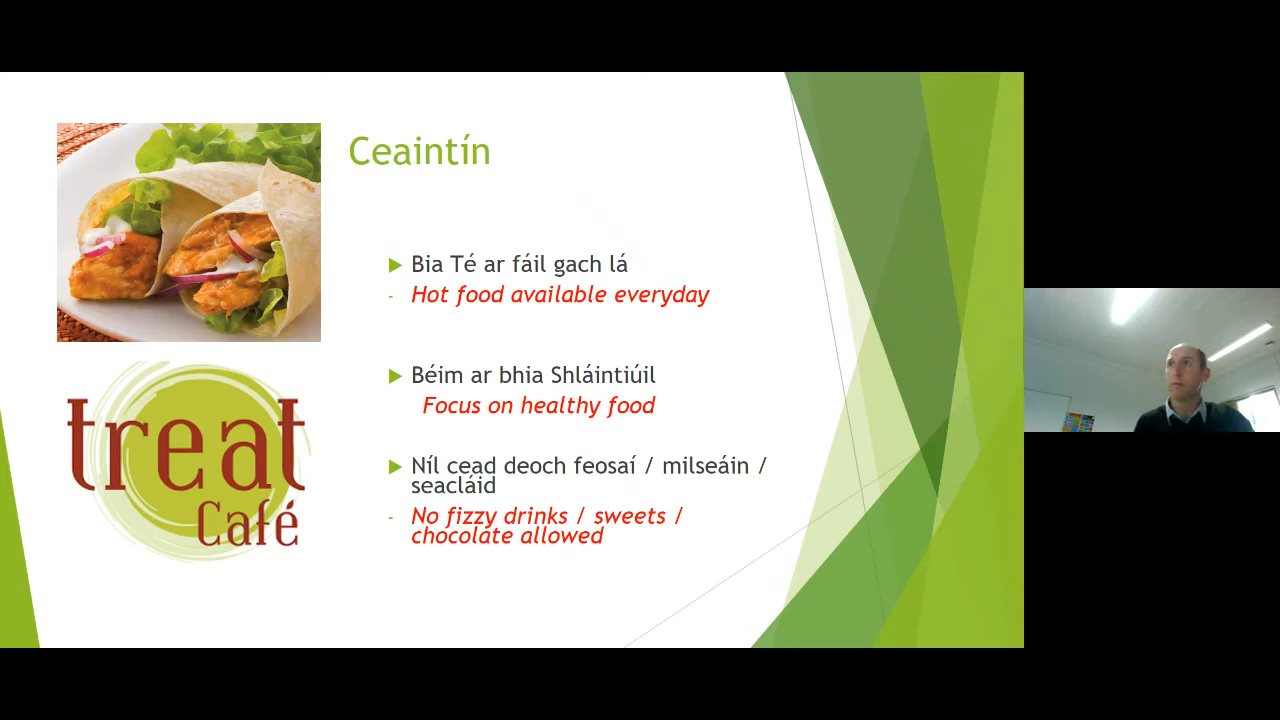 Ceaintín
Bia Té ar fáil gach lá
- Hot food available everyday
Béim ar bhia Shláintiúil
Focus on healthy food
Níl cead deoch feosaí / milseáin /
seacláid
- No fizzy drinks / sweets /
chocolate allowed
treat
Café